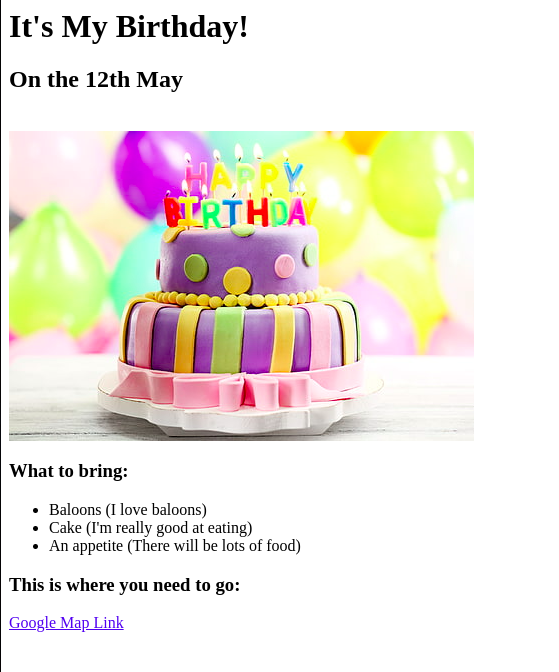 It's My Birthday!
On the 12th May
HAPPY
BIRTHDAY
What to bring:
Baloons (I love baloons)
Cake (I'm really good at eating)
An appetite (There will be lots of food)
This is where you need to go:
Google Map Link